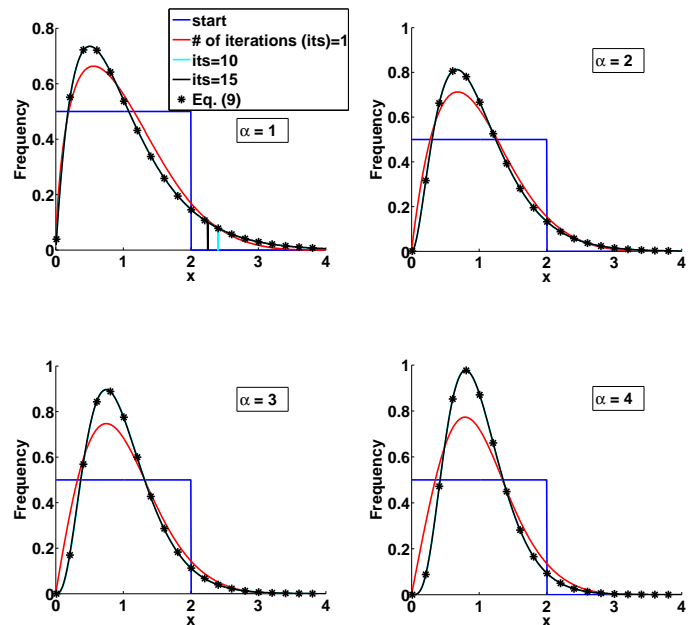 start
# of iterations (its)=1
its=10
its=15
Eq. (9)
α = 1
0.8
0.6
0.4
0.2
0
Frequency
0 1 2 3 4
x
α = 2
1
0.8
0.6
0.4
0.2
0
Frequency
0 1 2 3 4
x
α = 3
1
0.8
0.6
0.4
0.2
0
Frequency
0 1 2 3 4
x
α = 4
1
0.8
0.6
0.4
0.2
0
Frequency
0 1 2 3 4
x